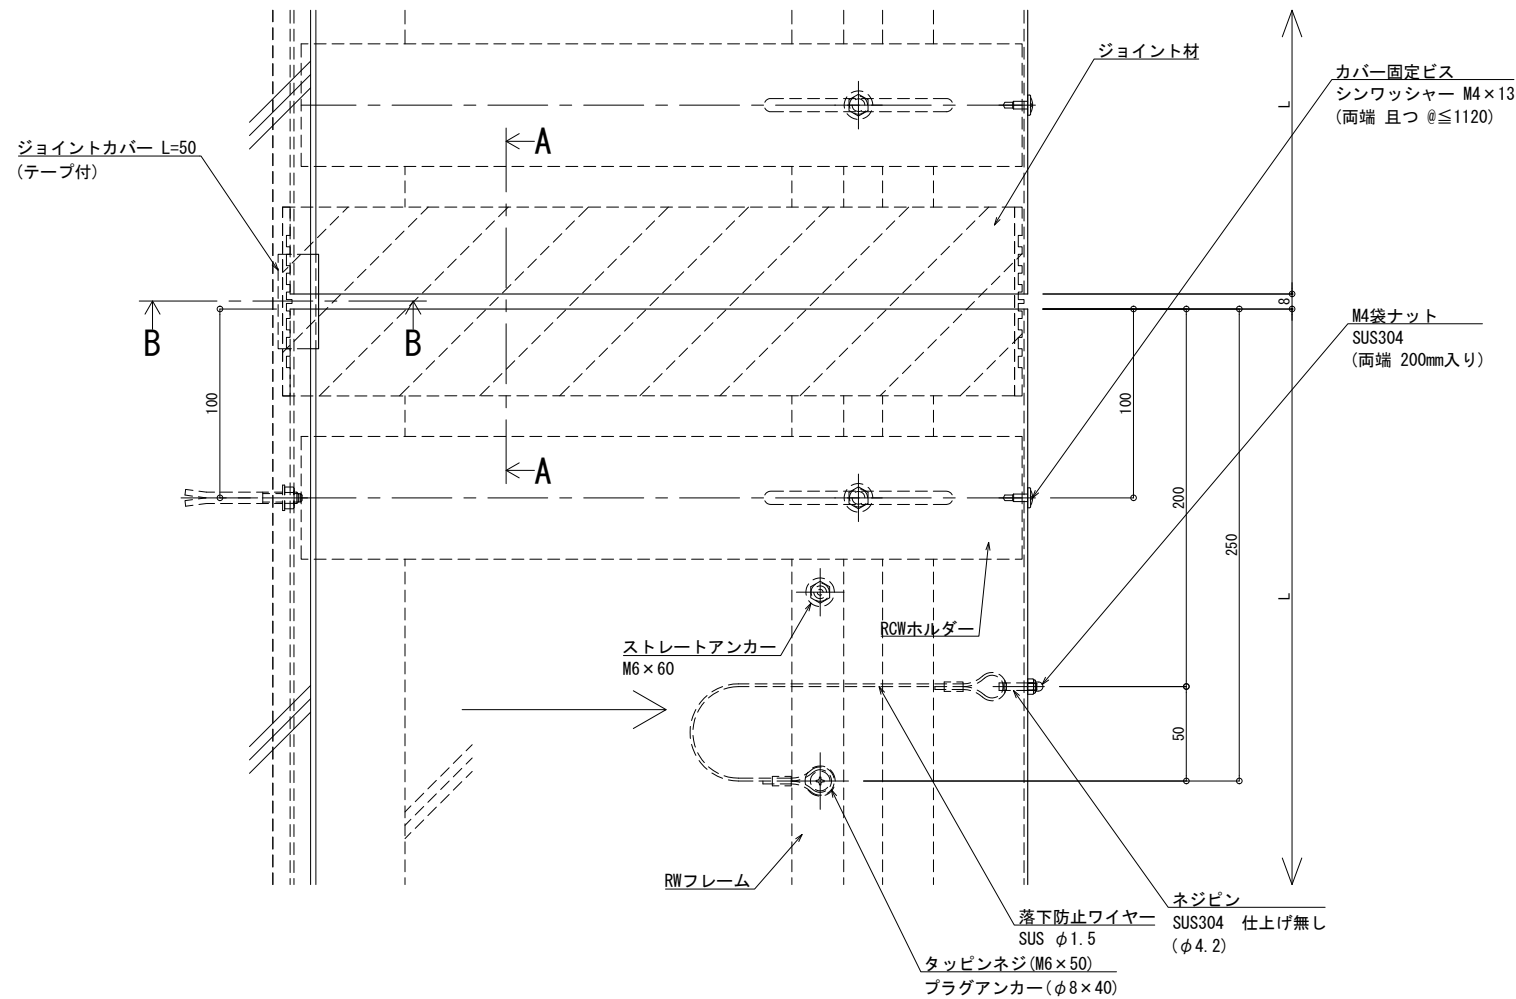 ジョイント材
カバー固定ビス
シンワッシャー M4×13
(両端 且つ @≦1120)
L
A
ジョイントカバー L=50
(テープ付)
8
M4袋ナット
SUS304
(両端 200mm入り)
B
B
100
100
A
200
250
L
RCWホルダー
ストレートアンカー
M6×60
50
RWフレーム
ネジピン
SUS304 仕上げ無し
(φ4.2)
落下防止ワイヤー
SUS φ1.5
タッピンネジ(M6×50)
プラグアンカー(φ8×40)